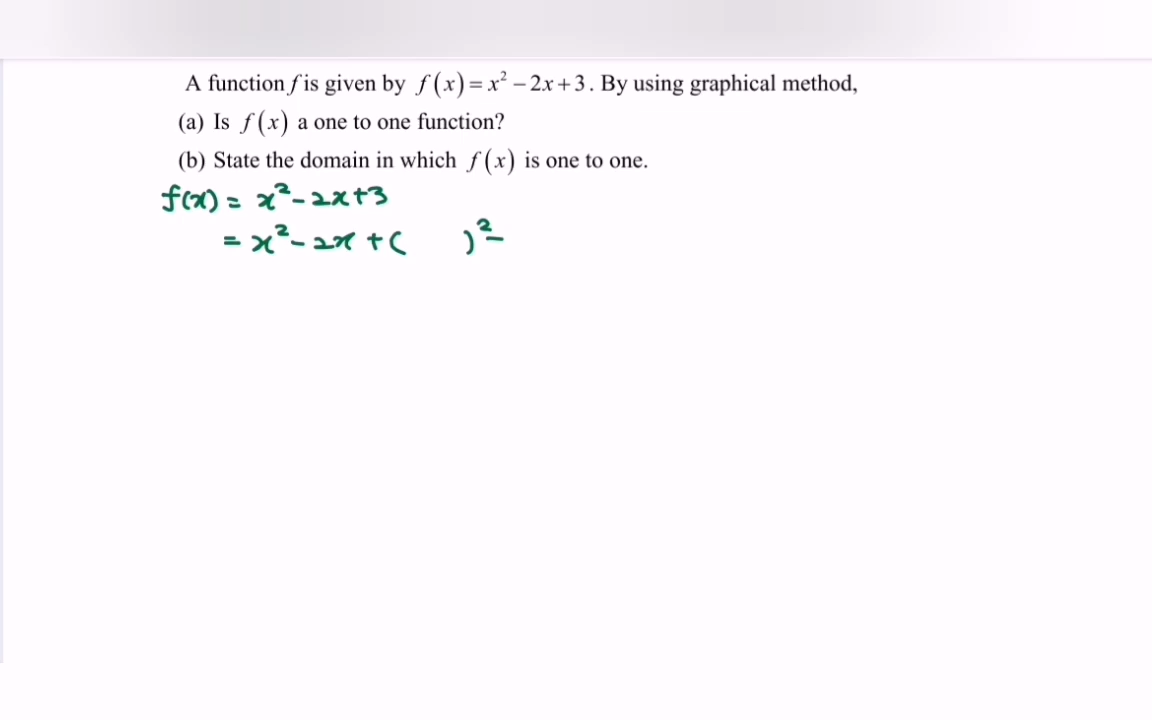 A function f is given by f(x) = x² − 2x + 3. By using graphical method,
(a) Is f(x) a one to one function?
(b) State the domain in which f(x) is one to one.
f(x) = x² − 2x + 3
= x² − 2x + (      )² −